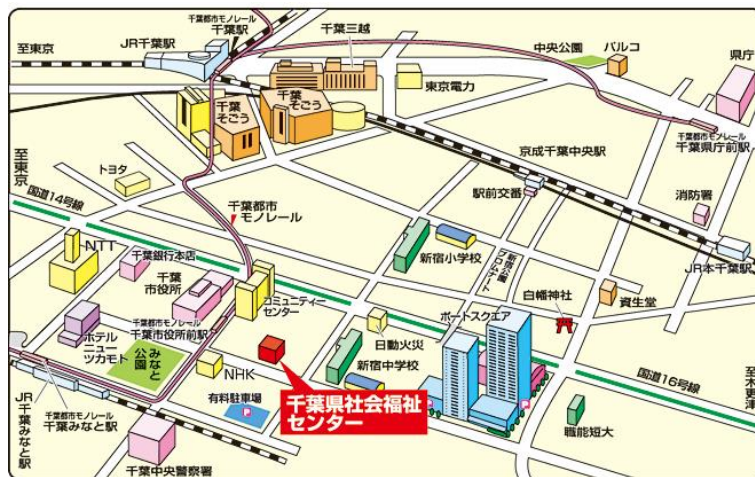 千葉都市モノレール
千葉駅
JR千葉駅
至東京
千葉三越
中央公園
パルコ
県庁
東京電力
千葉
そごう
千葉
そごう
千葉都市モノレール
千葉県庁前駅
京成千葉中央駅
至東京
トヨタ
駅前交番
消防署
国道14号線
千葉都市
モノレール
JR本千葉駅
NTT
千葉銀行本店
新宿小学校
新宿公園
プロムナード
千葉
市役所
コミュニティー
センター
白幡神社
資生堂
ポートスクエア
千葉都市モノレール
千葉市役所前駅
ホテル
ニュー
ツカモト
みなと
公園
日動火災
新宿中学校
国道16号線
至木更津
NHK
有料駐車場
P
千葉県社会福祉
センター
P
P
職能短大
JR
千葉みなと駅
千葉都市モノレール
千葉みなと駅
千葉中央警察署